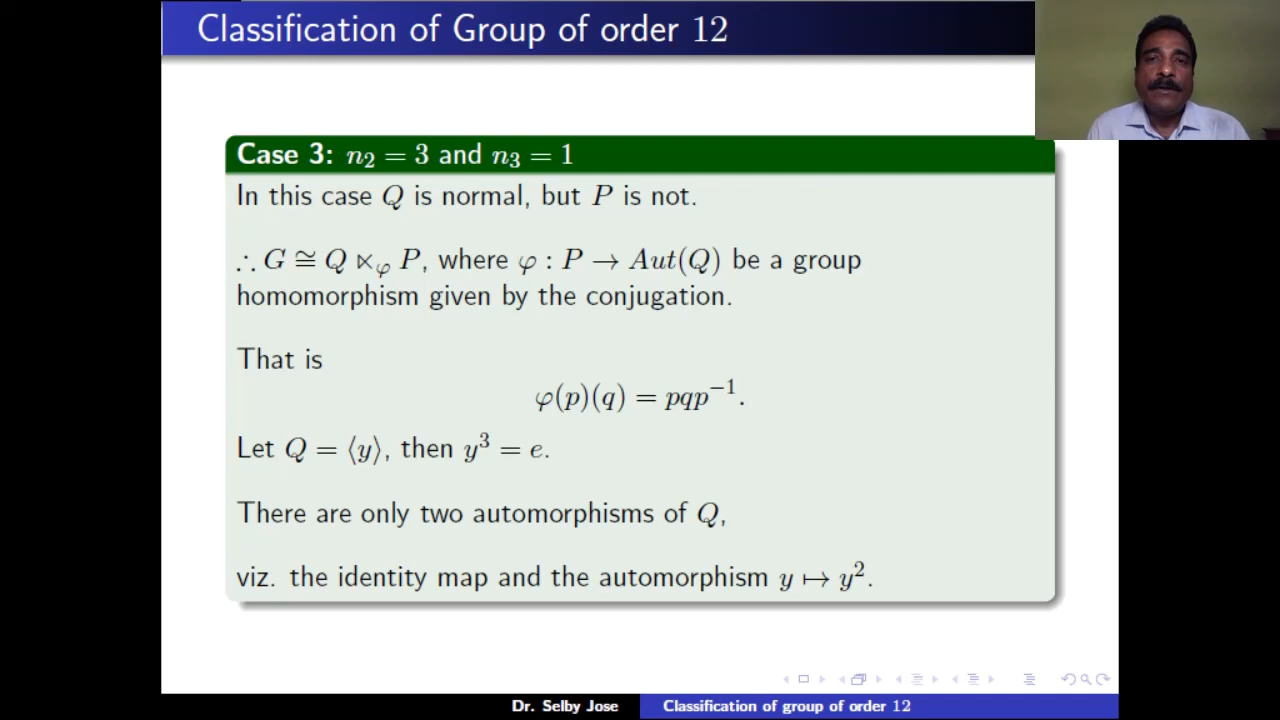 Classification of Group of order 12
Case 3: n₂ = 3 and n₃ = 1
In this case Q is normal, but P is not.
∴ G ≅ Q ⋉_φ P, where φ : P → Aut(Q) be a group
homomorphism given by the conjugation.
That is
φ(p)(q) = pqp⁻¹.
Let Q = ⟨y⟩, then y³ = e.
There are only two automorphisms of Q,
viz. the identity map and the automorphism y ↦ y².
Dr. Selby Jose
Classification of group of order 12